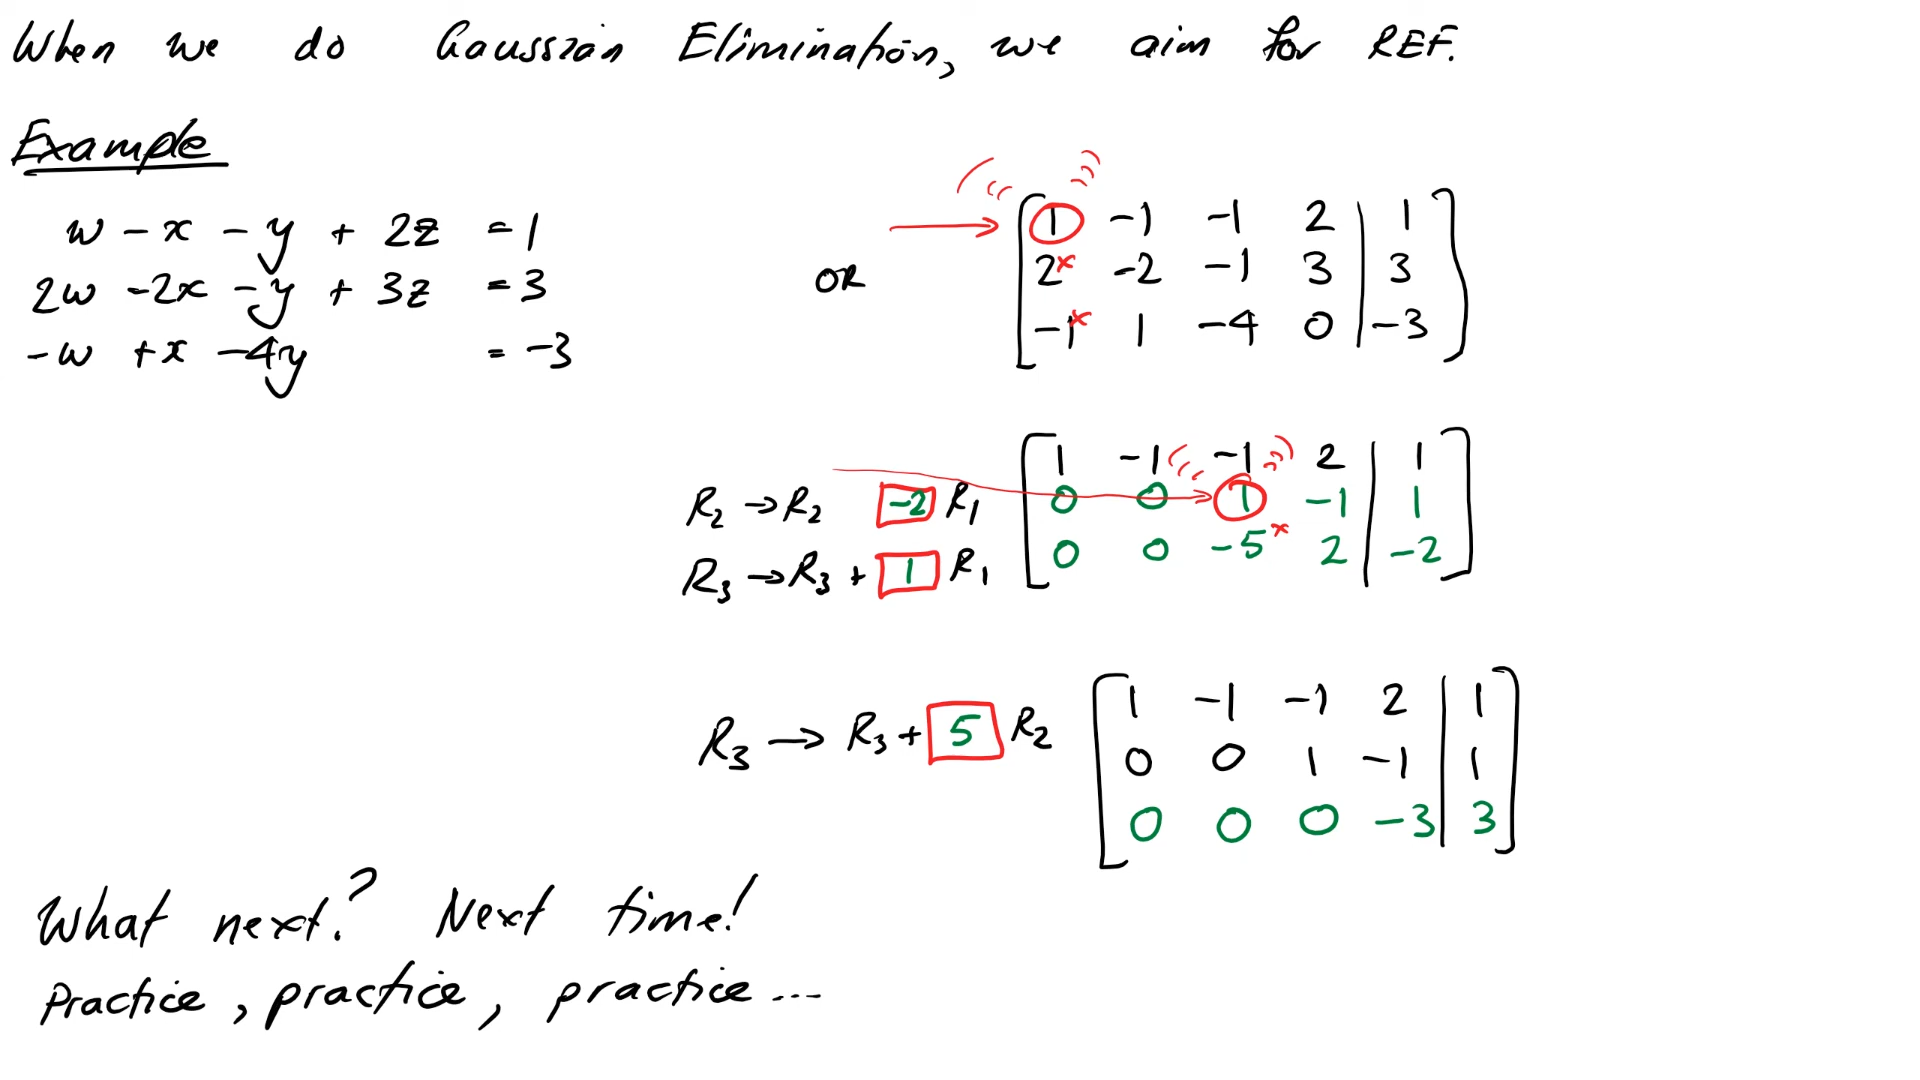 When we do Gaussian Elimination, we aim for REF.
Example
w - x - y + 2z = 1
2w - 2x - y + 3z = 3
-w + x - 4y = -3
OR
[ 1 -1 -1 2 | 1 ]
[ 2x -2 -1 3 | 3 ]
[ -1x 1 -4 0 | -3 ]
[ 1 -1 -1 2 | 1 ]
R2 → R2 -2 R1 [ 0 0 1 -1 | 1 ]
R3 → R3 + 1 R1 [ 0 0 -5x 2 | -2 ]
[ 1 -1 -1 2 | 1 ]
R3 → R3 + 5 R2 [ 0 0 1 -1 | 1 ]
[ 0 0 0 -3 | 3 ]
What next? Next time!
Practice, practice, practice ...